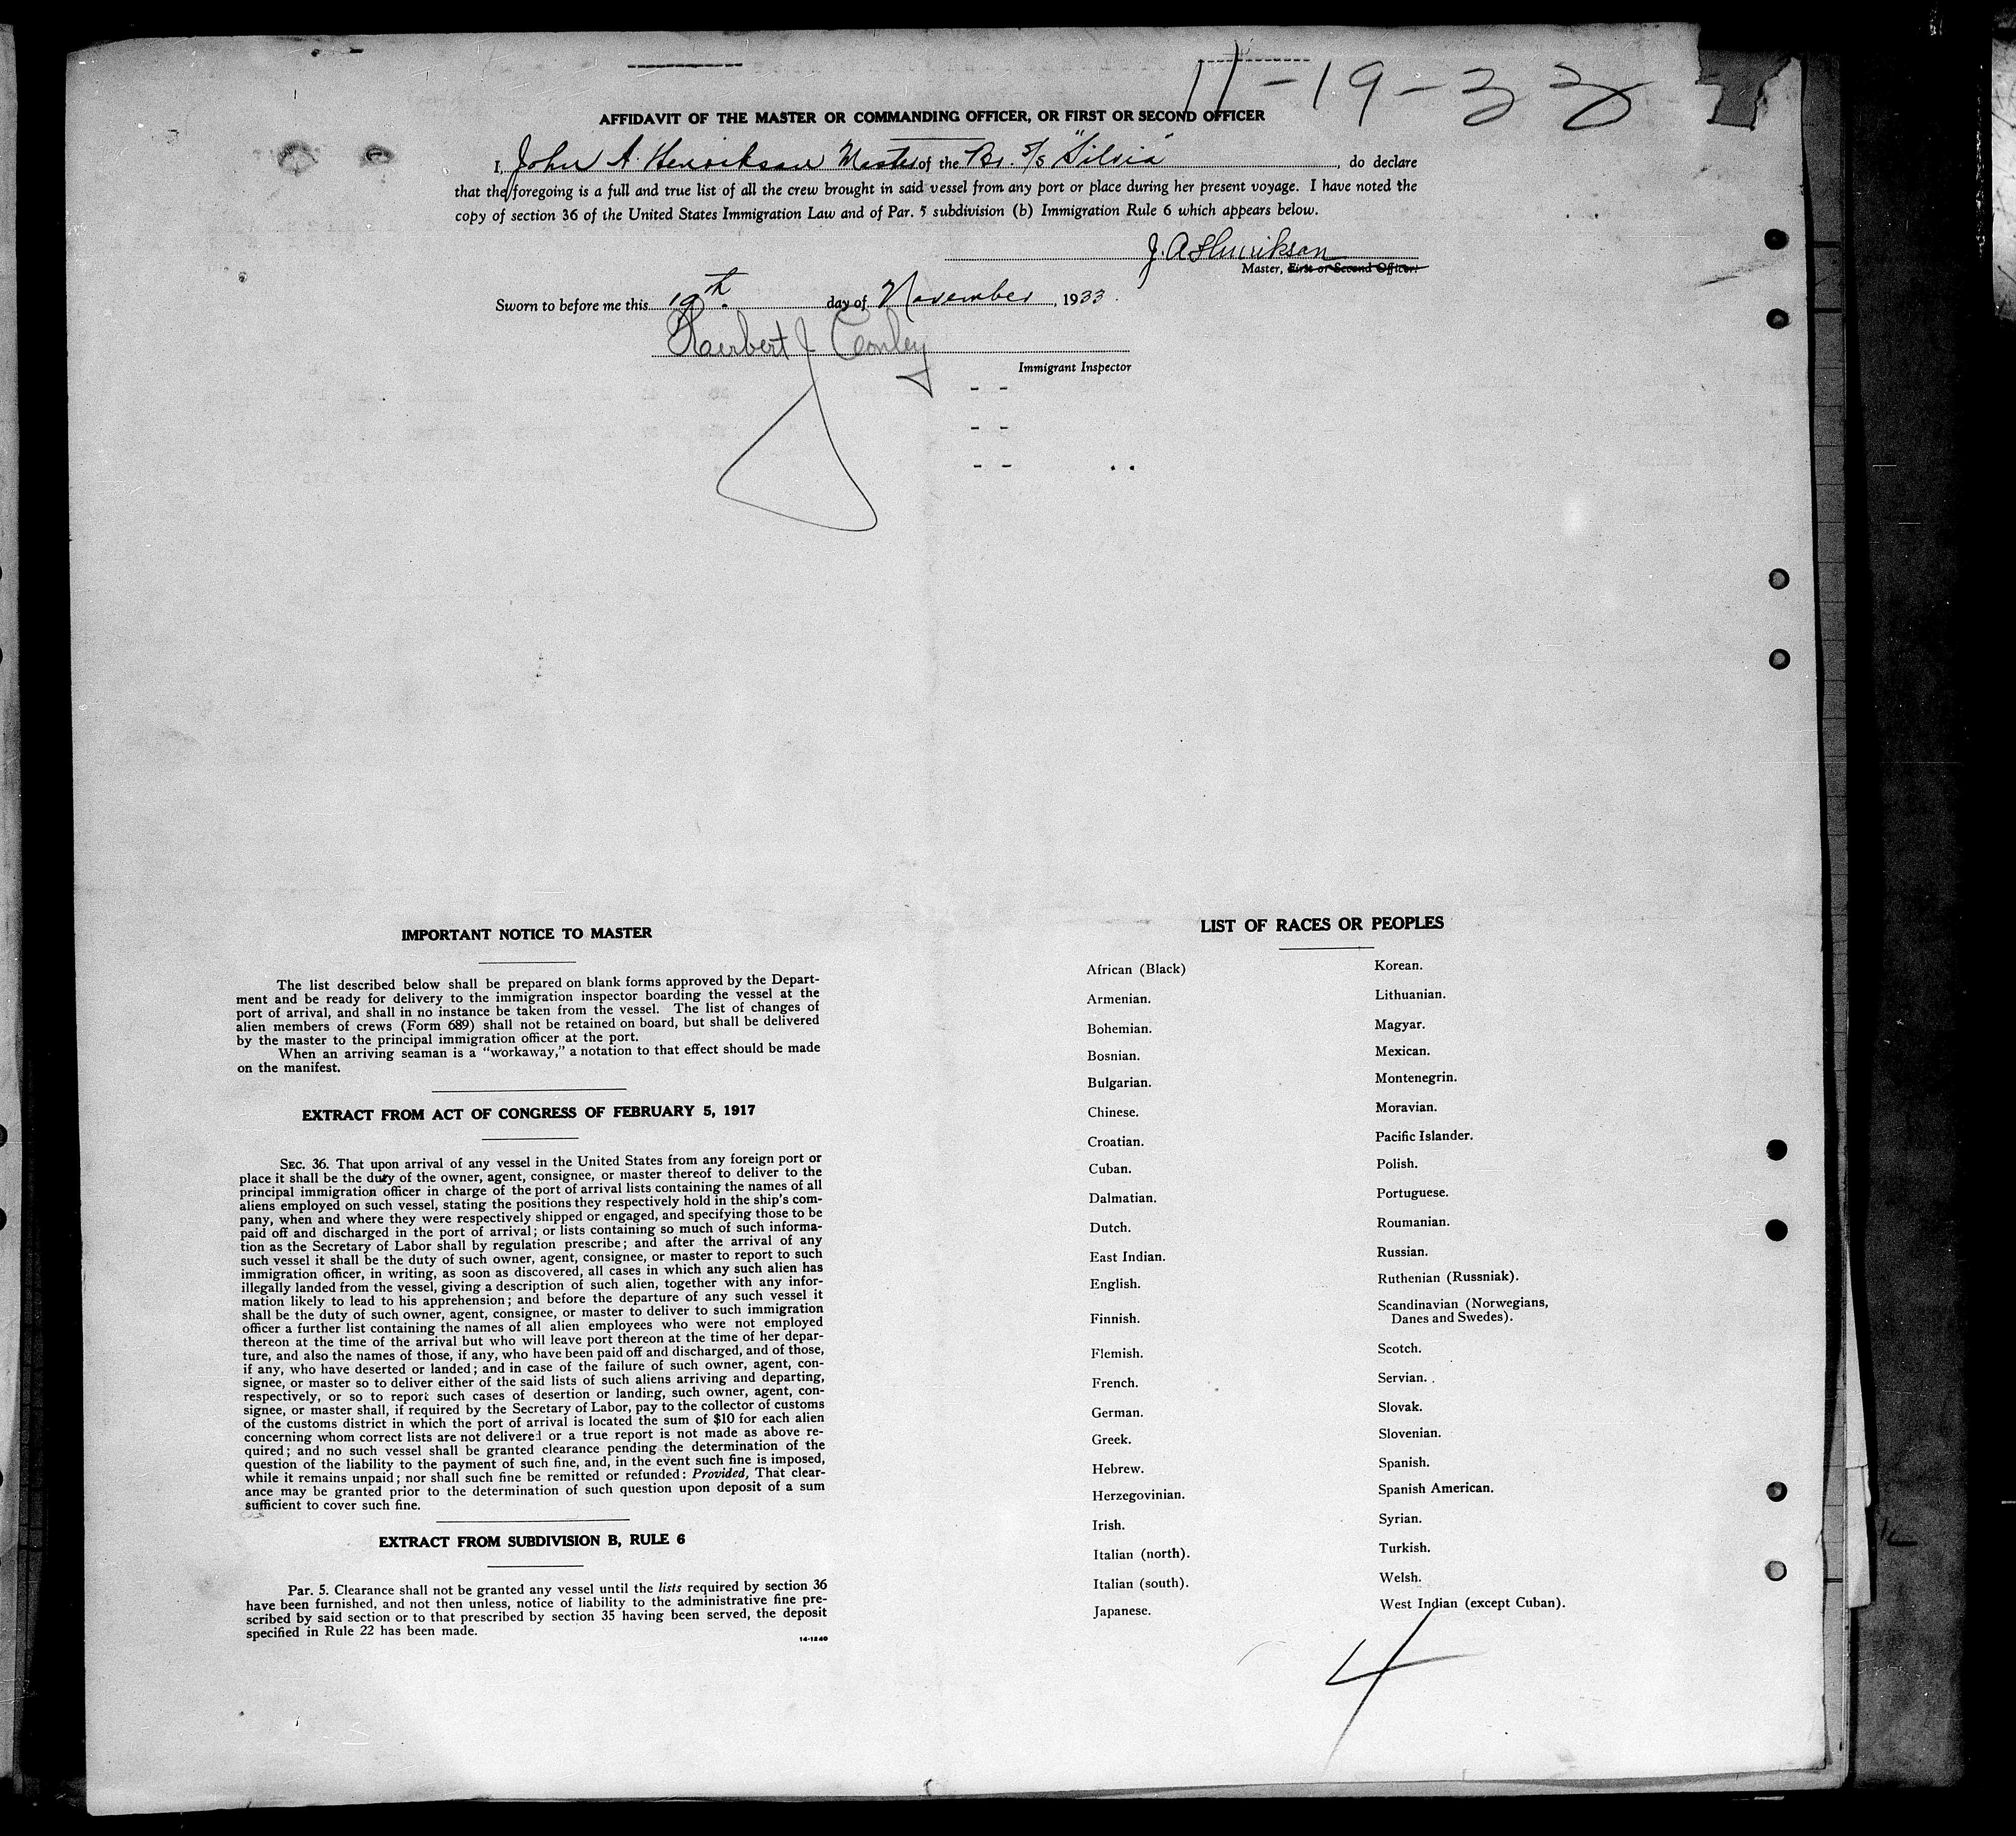 11-19-33
AFFIDAVIT OF THE MASTER OR COMMANDING OFFICER, OR FIRST OR SECOND OFFICER
I, John A. Henrikson Master of the Br. S/S "Silvia" , do declare
that the foregoing is a full and true list of all the crew brought in said vessel from any port or place during her present voyage. I have noted the
copy of section 36 of the United States Immigration Law and of Par. 5 subdivision (b) Immigration Rule 6 which appears below.
J. A. Henrikson
Master, First or Second Officer.
Sworn to before me this 19th. day of November, 1933.
Herbert J Conley
Immigrant Inspector
IMPORTANT NOTICE TO MASTER
The list described below shall be prepared on blank forms approved by the Depart-
ment and be ready for delivery to the immigration inspector boarding the vessel at the
port of arrival, and shall in no instance be taken from the vessel. The list of changes of
alien members of crews (Form 689) shall not be retained on board, but shall be delivered
by the master to the principal immigration officer at the port.
When an arriving seaman is a "workaway," a notation to that effect should be made
on the manifest.
EXTRACT FROM ACT OF CONGRESS OF FEBRUARY 5, 1917
SEC. 36. That upon arrival of any vessel in the United States from any foreign port or
place it shall be the duty of the owner, agent, consignee, or master thereof to deliver to the
principal immigration officer in charge of the port of arrival lists containing the names of all
aliens employed on such vessel, stating the positions they respectively hold in the ship's com-
pany, when and where they were respectively shipped or engaged, and specifying those to be
paid off and discharged in the port of arrival; or lists containing so much of such informa-
tion as the Secretary of Labor shall by regulation prescribe; and after the arrival of any
such vessel it shall be the duty of such owner, agent, consignee, or master to report to such
immigration officer, in writing, as soon as discovered, all cases in which any such alien has
illegally landed from the vessel, giving a description of such alien, together with any infor-
mation likely to lead to his apprehension; and before the departure of any such vessel it
shall be the duty of such owner, agent, consignee, or master to deliver to such immigration
officer a further list containing the names of all alien employees who were not employed
thereon at the time of the arrival but who will leave port thereon at the time of her depar-
ture, and also the names of those, if any, who have been paid off and discharged, and of those,
if any, who have deserted or landed; and in case of the failure of such owner, agent, con-
signee, or master so to deliver either of the said lists of such aliens arriving and departing,
respectively, or so to report such cases of desertion or landing, such owner, agent, con-
signee, or master shall, if required by the Secretary of Labor, pay to the collector of customs
of the customs district in which the port of arrival is located the sum of $10 for each alien
concerning whom correct lists are not delivered or a true report is not made as above re-
quired; and no such vessel shall be granted clearance pending the determination of the
question of the liability to the payment of such fine, and, in the event such fine is imposed,
while it remains unpaid; nor shall such fine be remitted or refunded: Provided, That clear-
ance may be granted prior to the determination of such question upon deposit of a sum
sufficient to cover such fine.
EXTRACT FROM SUBDIVISION B, RULE 6
Par. 5. Clearance shall not be granted any vessel until the lists required by section 36
have been furnished, and not then unless, notice of liability to the administrative fine pre-
scribed by said section or to that prescribed by section 35 having been served, the deposit
specified in Rule 22 has been made.
14-1240
LIST OF RACES OR PEOPLES
African (Black)
Armenian.
Bohemian.
Bosnian.
Bulgarian.
Chinese.
Croatian.
Cuban.
Dalmatian.
Dutch.
East Indian.
English.
Finnish.
Flemish.
French.
German.
Greek.
Hebrew.
Herzegovinian.
Irish.
Italian (north).
Italian (south).
Japanese.
Korean.
Lithuanian.
Magyar.
Mexican.
Montenegrin.
Moravian.
Pacific Islander.
Polish.
Portuguese.
Roumanian.
Russian.
Ruthenian (Russniak).
Scandinavian (Norwegians,
Danes and Swedes).
Scotch.
Servian.
Slovak.
Slovenian.
Spanish.
Spanish American.
Syrian.
Turkish.
Welsh.
West Indian (except Cuban).
4